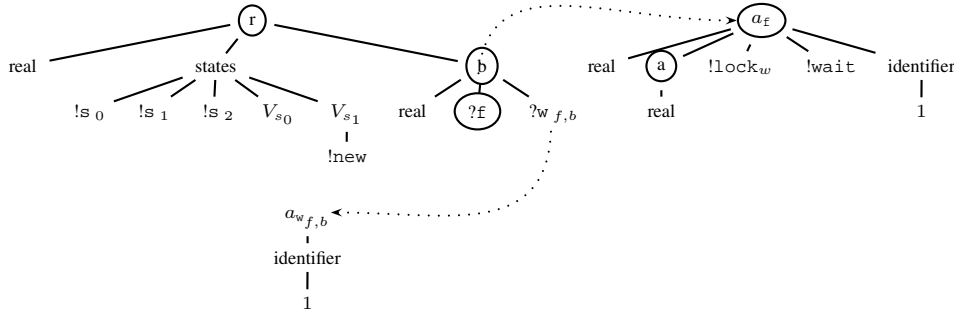 r a_f
real states b real a !lock_w !wait identifier
!s_0 !s_1 !s_2 V_{s_0} V_{s_1} real ?f ?w_{f,b} real 1
!new
a_{w_{f,b}}
identifier
1